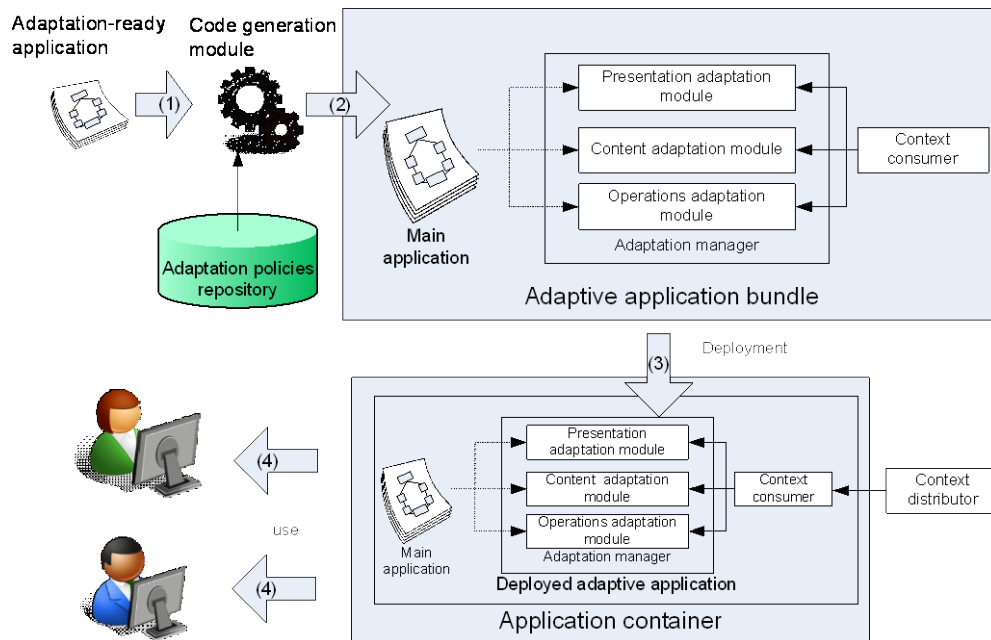 Adaptation-ready
application
Code generation
module
(1)
(2)
Adaptation policies
repository
Main
application
Presentation adaptation
module
Content adaptation module
Operations adaptation
module
Adaptation manager
Context
consumer
Adaptive application bundle
(3)
Deployment
(4)
use
(4)
Main
application
Presentation
adaptation module
Content adaptation
module
Operations adaptation
module
Adaptation manager
Context
consumer
Context
distributor
Deployed adaptive application
Application container